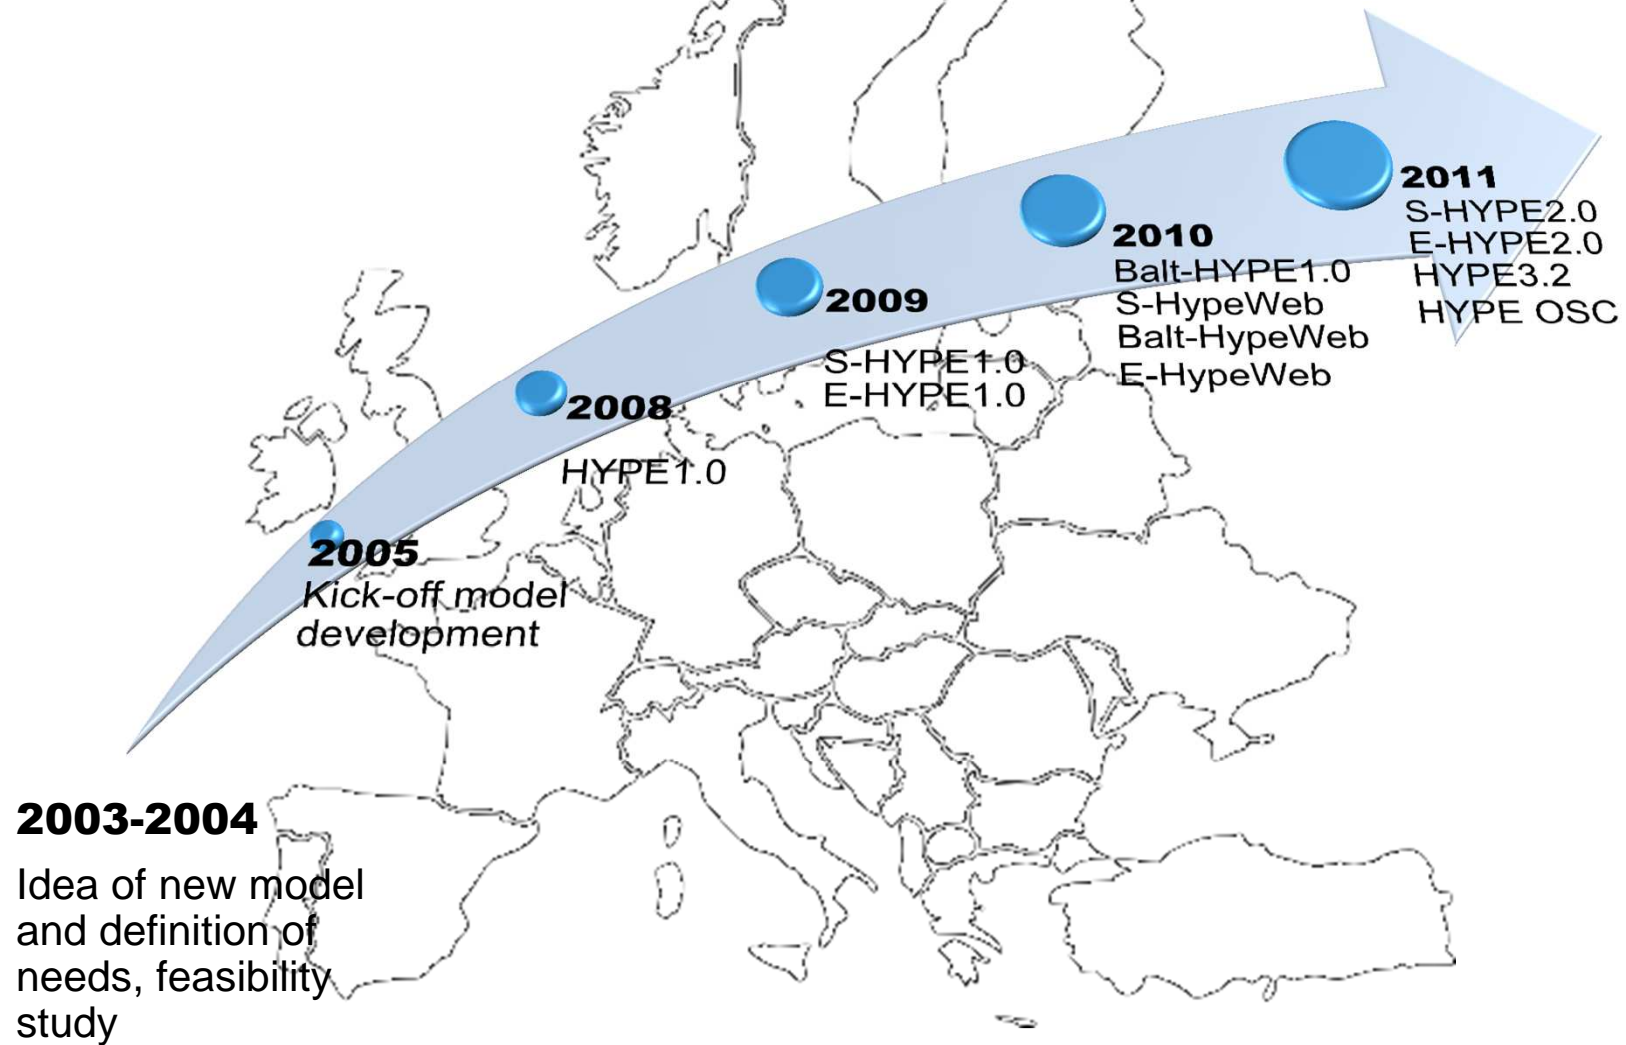 2003-2004
Idea of new model
and definition of
needs, feasibility
study
2005
Kick-off model
development
2008
HYPE1.0
2009
S-HYPE1.0
E-HYPE1.0
2010
Balt-HYPE1.0
S-HypeWeb
Balt-HypeWeb
E-HypeWeb
2011
S-HYPE2.0
E-HYPE2.0
HYPE3.2
HYPE OSC